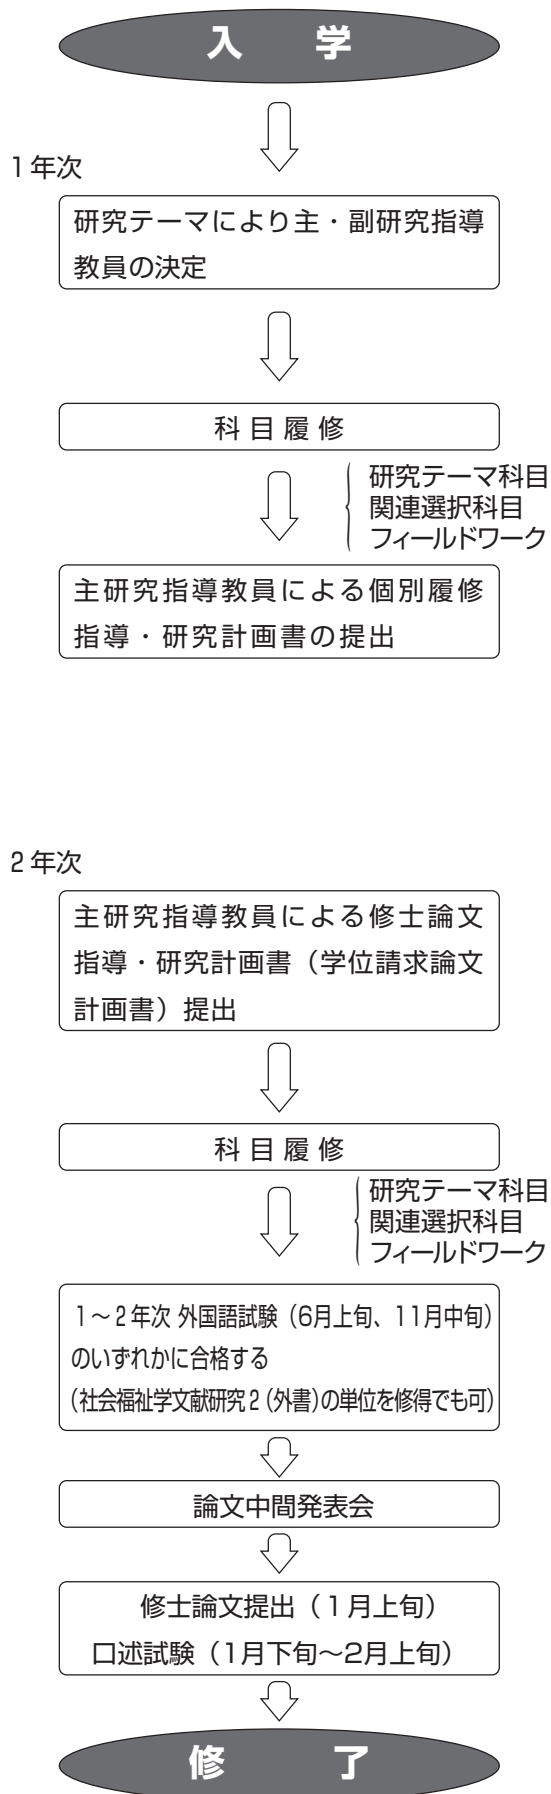 入 学
1年次
研究テーマにより主・副研究指導
教員の決定
科目履修
研究テーマ科目
関連選択科目
フィールドワーク
主研究指導教員による個別履修
指導・研究計画書の提出
2年次
主研究指導教員による修士論文
指導・研究計画書（学位請求論文
計画書）提出
科目履修
研究テーマ科目
関連選択科目
フィールドワーク
1～2年次 外国語試験（6月上旬、11月中旬）
のいずれかに合格する
（社会福祉学文献研究2（外書）の単位を修得でも可）
論文中間発表会
修士論文提出（1月上旬）
口述試験（1月下旬～2月上旬）
修 了